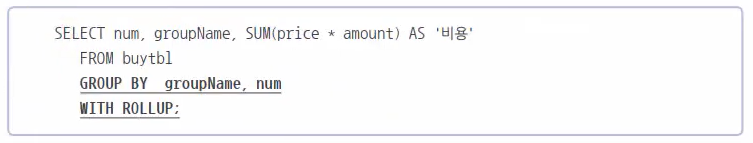 SELECT num, groupName, SUM(price * amount) AS '비용'
FROM buytbl
GROUP BY groupName, num
WITH ROLLUP;